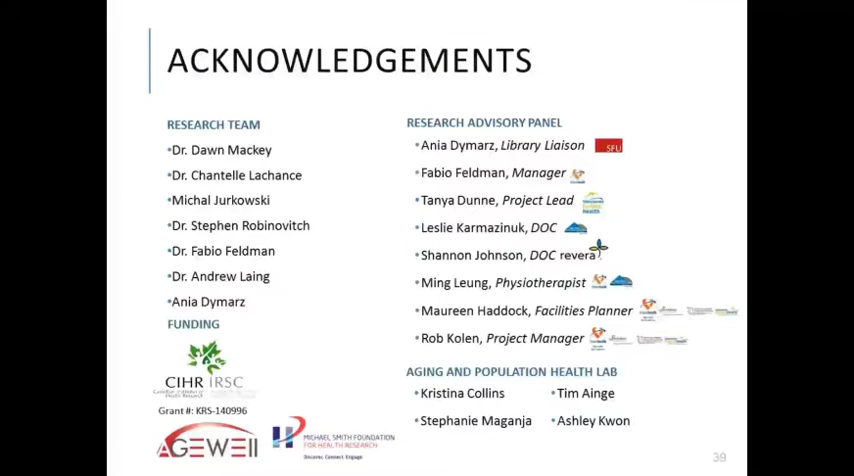 ACKNOWLEDGEMENTS
RESEARCH TEAM
•Dr. Dawn Mackey
•Dr. Chantelle Lachance
•Michal Jurkowski
•Dr. Stephen Robinovitch
•Dr. Fabio Feldman
•Dr. Andrew Laing
•Ania Dymarz
FUNDING
CIHR IRSC
Grant #: KRS-140996
AGEWELL
MICHAEL SMITH FOUNDATION
FOR HEALTH RESEARCH
Discover. Connect. Engage.
RESEARCH ADVISORY PANEL
•Ania Dymarz, Library Liaison SFU
•Fabio Feldman, Manager
•Tanya Dunne, Project Lead
•Leslie Karmazinuk, DOC
•Shannon Johnson, DOC revera
•Ming Leung, Physiotherapist
•Maureen Haddock, Facilities Planner
•Rob Kolen, Project Manager
AGING AND POPULATION HEALTH LAB
•Kristina Collins •Tim Ainge
•Stephanie Maganja •Ashley Kwon
39